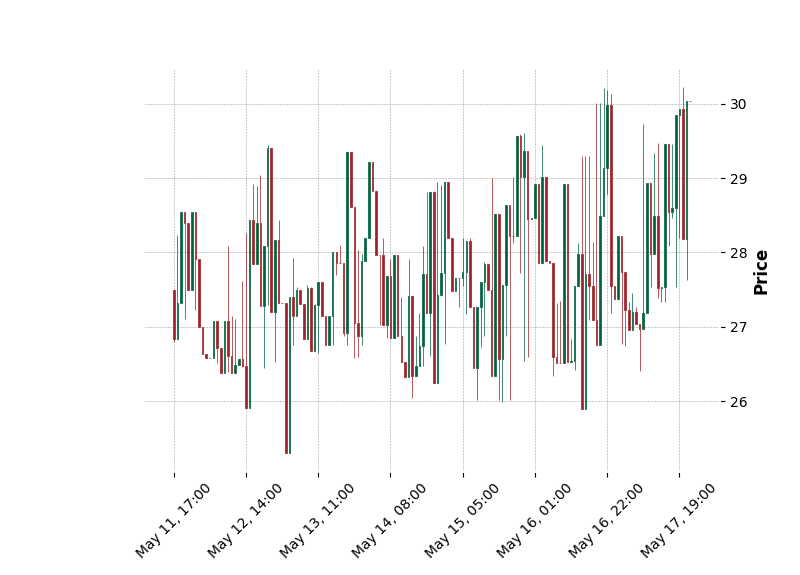 30
29
28
27
26
Price
May 11, 17:00
May 12, 14:00
May 13, 11:00
May 14, 08:00
May 15, 05:00
May 16, 01:00
May 16, 22:00
May 17, 19:00